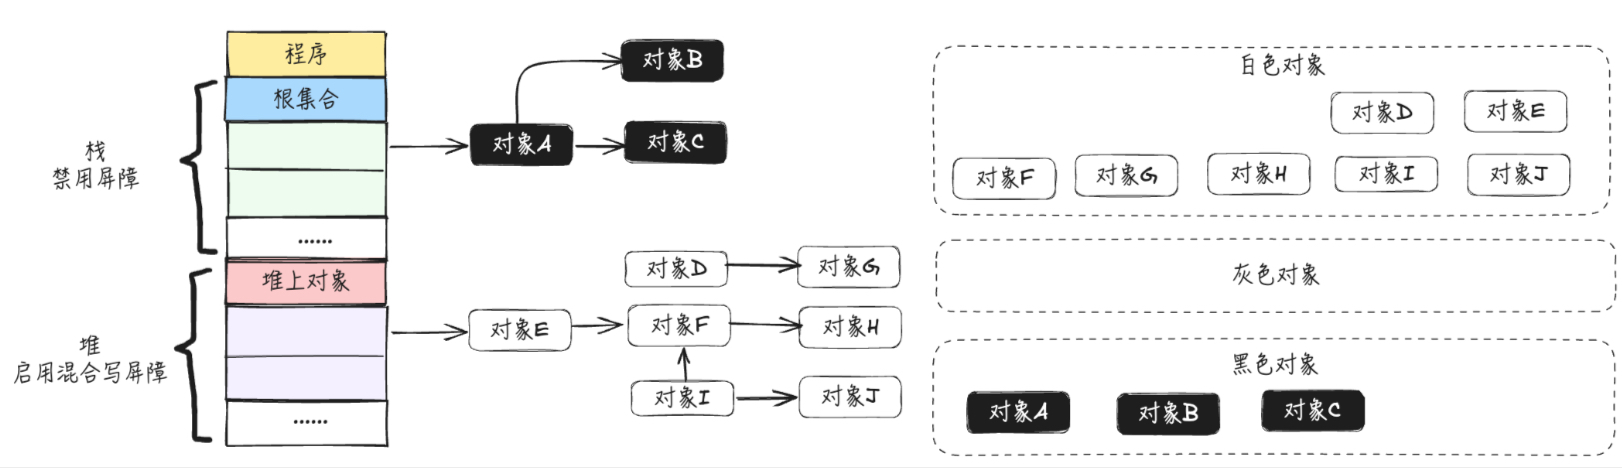 程序
根集合
......
栈
禁用屏障
堆上对象
......
堆
启用混合写屏障
对象B
对象A
对象C
对象D
对象G
对象E
对象F
对象H
对象I
对象J
白色对象
对象D
对象E
对象F
对象G
对象H
对象I
对象J
灰色对象
黑色对象
对象A
对象B
对象C